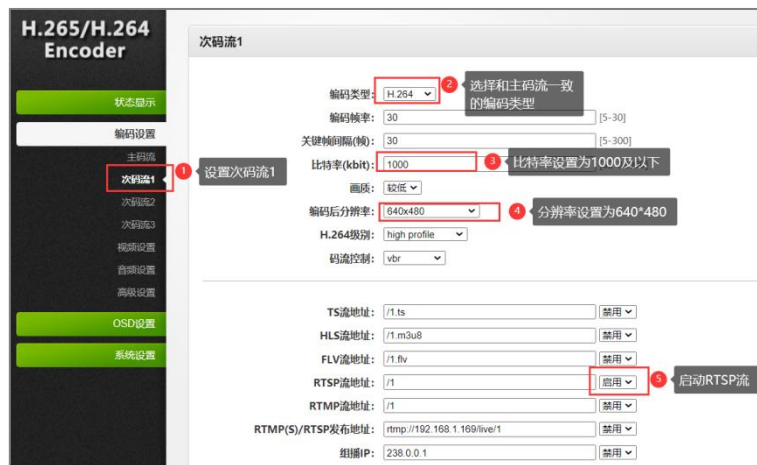 H.265/H.264
Encoder
状态显示
编码设置
主码流
次码流1
次码流2
次码流3
视频设置
音频设置
高级设置
OSD设置
系统设置
次码流1
1 设置次码流1
编码类型: H.264
2 选择和主码流一致
的编码类型
编码帧率: 30 [5-30]
关键帧间隔(帧): 30 [5-300]
比特率(kbit): 1000
3 比特率设置为1000及以下
画质: 较低
编码后分辨率: 640x480
4 分辨率设置为640*480
H.264级别: high profile
码流控制: vbr
TS流地址: /1.ts 禁用
HLS流地址: /1.m3u8 禁用
FLV流地址: /1.flv 禁用
RTSP流地址: /1 启用
5 启动RTSP流
RTMP流地址: /1 禁用
RTMP(S)/RTSP发布地址: rtmp://192.168.1.169/live/1 禁用
组播IP: 238.0.0.1 禁用